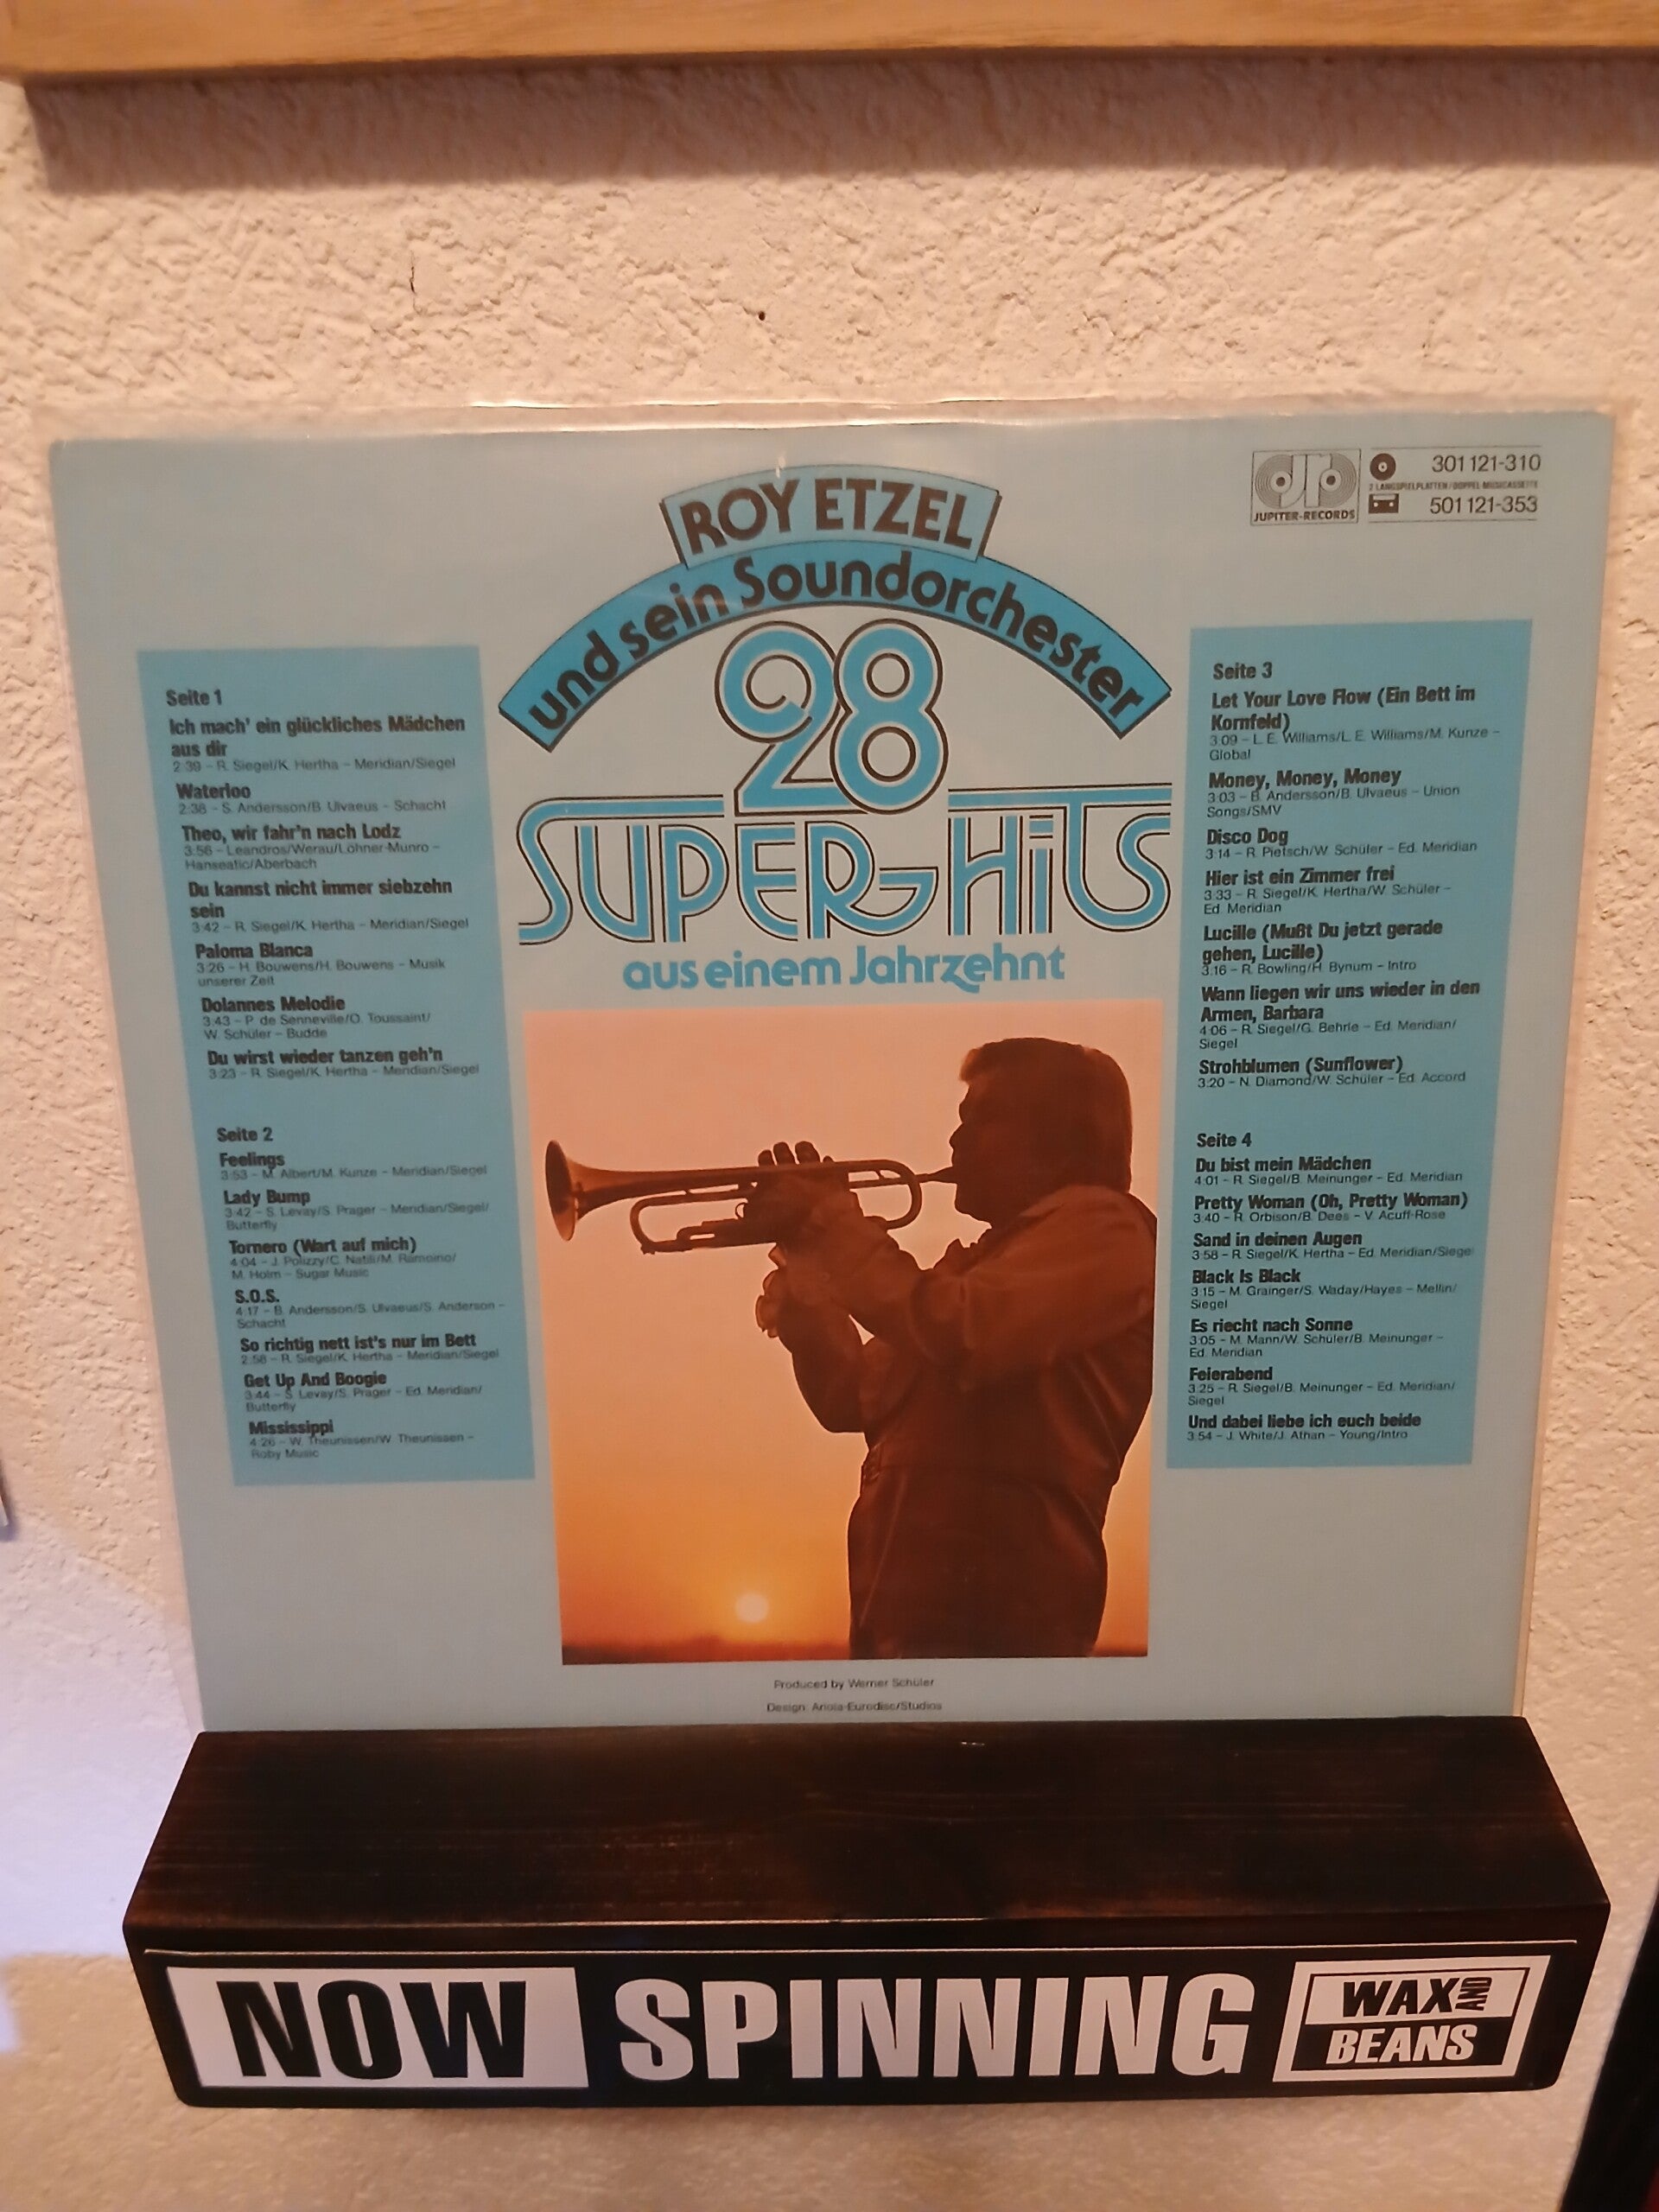 JUPITER-RECORDS
301 121-310
2 LANGSPIELPLATTEN/DOPPEL-MUSICASSETTE
501 121-353
ROY ETZEL
und sein Soundorchester
28
SUPER-HiTS
aus einem Jahrzehnt
Seite 1
Ich mach' ein glückliches Mädchen
aus dir
2:39 – R. Siegel/K. Hertha – Meridian/Siegel
Waterloo
2:38 – S. Andersson/B. Ulvaeus – Schacht
Theo, wir fahr'n nach Lodz
3:56 – Leandros/Werau/Löhner-Munro –
Hanseatic/Aberbach
Du kannst nicht immer siebzehn
sein
3:42 – R. Siegel/K. Hertha – Meridian/Siegel
Paloma Blanca
3:26 – H. Bouwens/H. Bouwens – Musik
unserer Zeit
Dolannes Melodie
3:43 – P. de Senneville/O. Toussaint/
W. Schüler – Budde
Du wirst wieder tanzen geh'n
3:23 – R. Siegel/K. Hertha – Meridian/Siegel
Seite 2
Feelings
3:53 – M. Albert/M. Kunze – Meridian/Siegel
Lady Bump
3:42 – S. Levay/S. Prager – Meridian/Siegel/
Butterfly
Tornero (Wart auf mich)
4:04 – J. Polizzy/C. Natili/M. Ramoino/
M. Holm – Sugar Music
S.O.S.
4:17 – B. Andersson/S. Ulvaeus/S. Anderson –
Schacht
So richtig nett ist's nur im Bett
2:58 – R. Siegel/K. Hertha – Meridian/Siegel
Get Up And Boogie
3:44 – S. Levay/S. Prager – Ed. Meridian/
Butterfly
Mississippi
4:26 – W. Theunissen/W. Theunissen –
Roby Music
Seite 3
Let Your Love Flow (Ein Bett im
Kornfeld)
3:09 – L. E. Williams/L. E. Williams/M. Kunze –
Global
Money, Money, Money
3:03 – B. Andersson/B. Ulvaeus – Union
Songs/SMV
Disco Dog
3:14 – R. Pietsch/W. Schüler – Ed. Meridian
Hier ist ein Zimmer frei
3:33 – R. Siegel/K. Hertha/W. Schüler –
Ed. Meridian
Lucille (Mußt Du jetzt gerade
gehen, Lucille)
3:16 – R. Bowling/H. Bynum – Intro
Wann liegen wir uns wieder in den
Armen, Barbara
4:06 – R. Siegel/G. Behrle – Ed. Meridian/
Siegel
Strohblumen (Sunflower)
3:20 – N. Diamond/W. Schüler – Ed. Accord
Seite 4
Du bist mein Mädchen
4:01 – R. Siegel/B. Meinunger – Ed. Meridian
Pretty Woman (Oh, Pretty Woman)
3:40 – R. Orbison/B. Dees – V. Acuff-Rose
Sand in deinen Augen
3:58 – R. Siegel/K. Hertha – Ed. Meridian/Siege
Black Is Black
3:15 – M. Grainger/S. Waday/Hayes – Mellin/
Siegel
Es riecht nach Sonne
3:05 – M. Mann/W. Schüler/B. Meinunger –
Ed. Meridian
Feierabend
3:25 – R. Siegel/B. Meinunger – Ed. Meridian/
Siegel
Und dabei liebe ich euch beide
3:54 – J. White/J. Athan – Young/Intro
Produced by Werner Schüler
Design: Ariola-Eurodisc/Studios
NOW SPINNING
WAX AND
BEANS